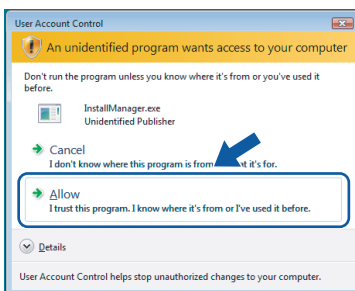 User Account Control
An unidentified program wants access to your computer
Don't run the program unless you know where it's from or you've used it
before.
InstallManager.exe
Unidentified Publisher
Cancel
I don't know where this program is from it's for.
Allow
I trust this program. I know where it's from or I've used it before.
Details
User Account Control helps stop unauthorized changes to your computer.